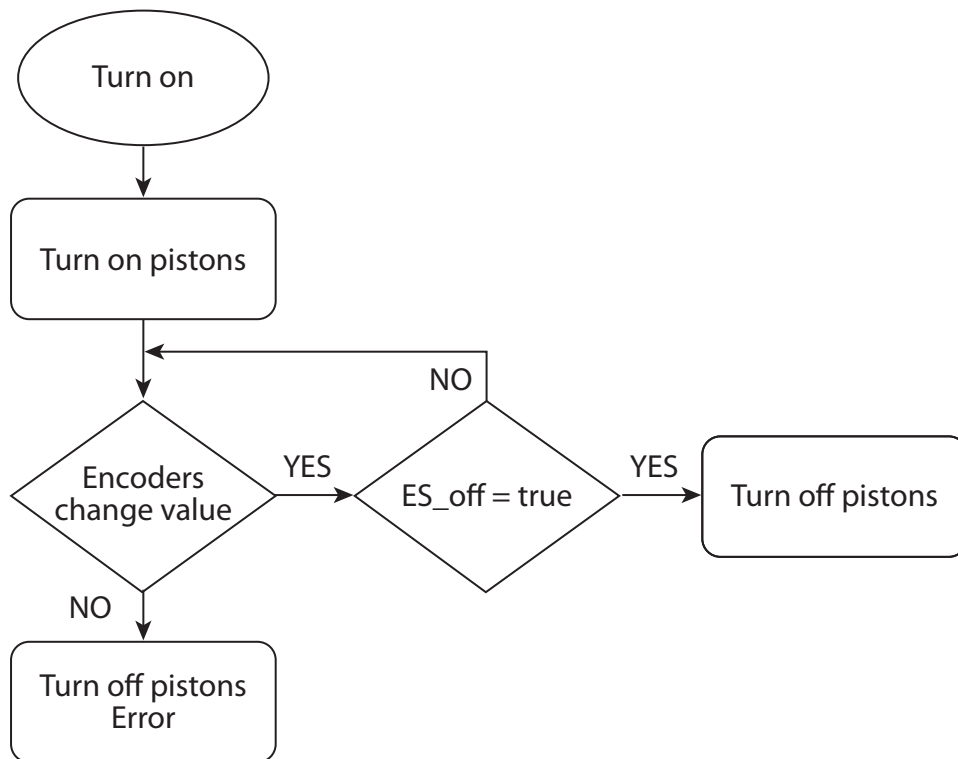 Turn on
Turn on pistons
NO
Encoders
change value
YES
ES_off = true
YES
Turn off pistons
NO
Turn off pistons
Error